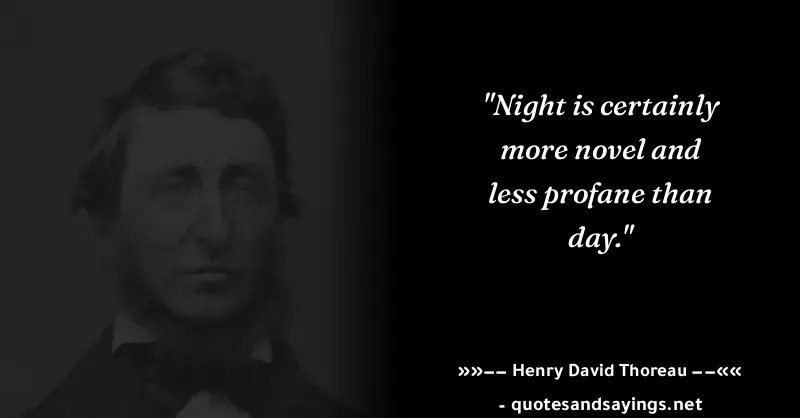 "Night is certainly
more novel and
less profane than
day."
»»−− Henry David Thoreau −−««
- quotesandsayings.net